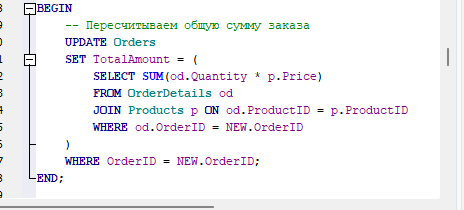 BEGIN
-- Пересчитываем общую сумму заказа
UPDATE Orders
SET TotalAmount = (
SELECT SUM(od.Quantity * p.Price)
FROM OrderDetails od
JOIN Products p ON od.ProductID = p.ProductID
WHERE od.OrderID = NEW.OrderID
)
WHERE OrderID = NEW.OrderID;
END;